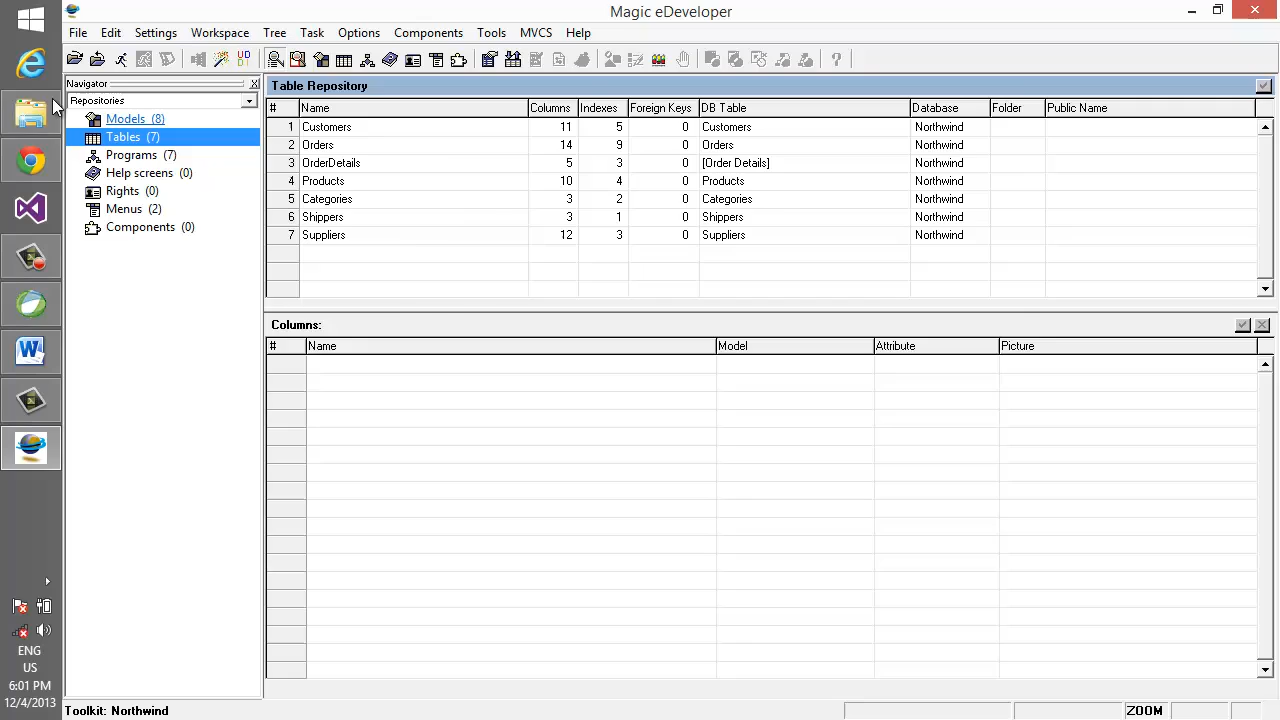 Magic eDeveloper
File Edit Settings Workspace Tree Task Options Components Tools MVCS Help
Navigator
Repositories
Models (8)
Tables (7)
Programs (7)
Help screens (0)
Rights (0)
Menus (2)
Components (0)
Table Repository
# Name Columns Indexes Foreign Keys DB Table Database Folder Public Name
1 Customers 11 5 0 Customers Northwind
2 Orders 14 9 0 Orders Northwind
3 OrderDetails 5 3 0 [Order Details] Northwind
4 Products 10 4 0 Products Northwind
5 Categories 3 2 0 Categories Northwind
6 Shippers 3 1 0 Shippers Northwind
7 Suppliers 12 3 0 Suppliers Northwind
Columns:
# Name Model Attribute Picture
ENG
US
6:01 PM
12/4/2013
Toolkit: Northwind
ZOOM